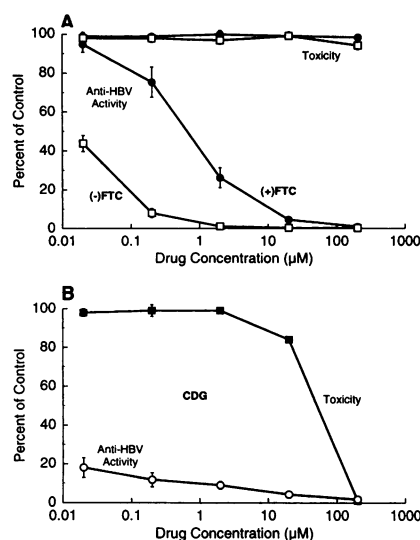 A
100
80
60
40
20
0
Percent of Control
Toxicity
Anti-HBV
Activity
(+)FTC
(-)FTC
0.01 0.1 1 10 100 1000
Drug Concentration (µM)
B
100
80
60
40
20
0
Percent of Control
CDG
Toxicity
Anti-HBV
Activity
0.01 0.1 1 10 100 1000
Drug Concentration (µM)